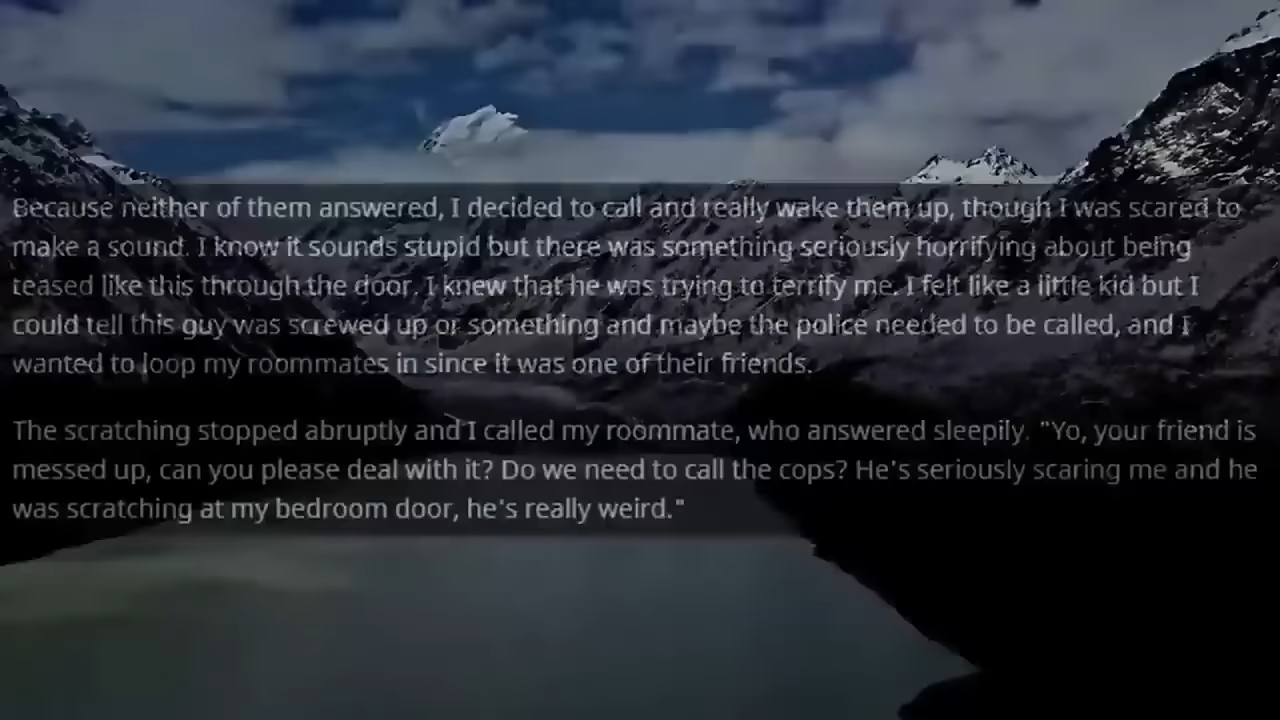 Because neither of them answered, I decided to call and really wake them up, though I was scared to
make a sound. I know it sounds stupid but there was something seriously horrifying about being
teased like this through the door. I knew that he was trying to terrify me. I felt like a little kid but I
could tell this guy was screwed up or something and maybe the police needed to be called, and I
wanted to loop my roommates in since it was one of their friends.
The scratching stopped abruptly and I called my roommate, who answered sleepily. "Yo, your friend is
messed up, can you please deal with it? Do we need to call the cops? He's seriously scaring me and he
was scratching at my bedroom door, he's really weird."